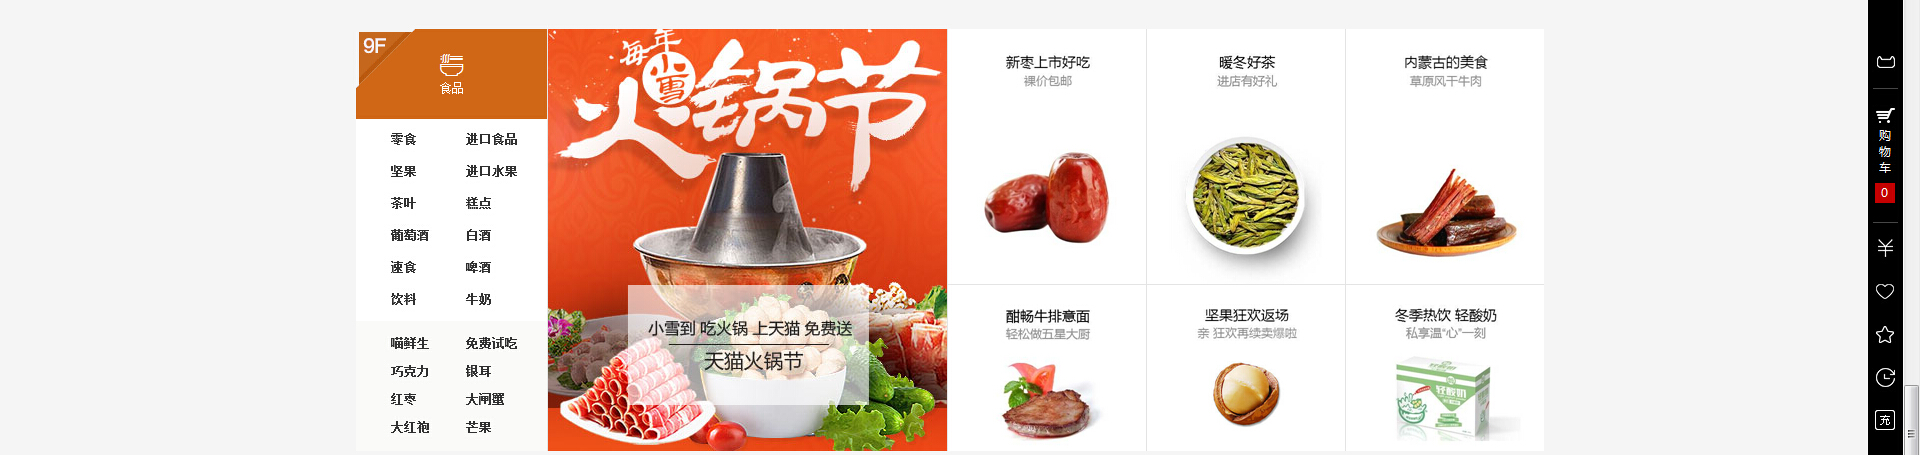 9F
食品
零食 进口食品
坚果 进口水果
茶叶 糕点
葡萄酒 白酒
速食 啤酒
饮料 牛奶
喵鲜生 免费试吃
巧克力 银耳
红枣 大闸蟹
大红袍 芒果
每年
小雪
火锅节
小雪到 吃火锅 上天猫 免费送
天猫火锅节
新枣上市好吃
裸价包邮
暖冬好茶
进店有好礼
内蒙古的美食
草原风干牛肉
酣畅牛排意面
轻松做五星大厨
坚果狂欢返场
亲 狂欢再续卖爆啦
冬季热饮 轻酸奶
私享温“心”一刻
轻酸奶
购
物
车
0
充